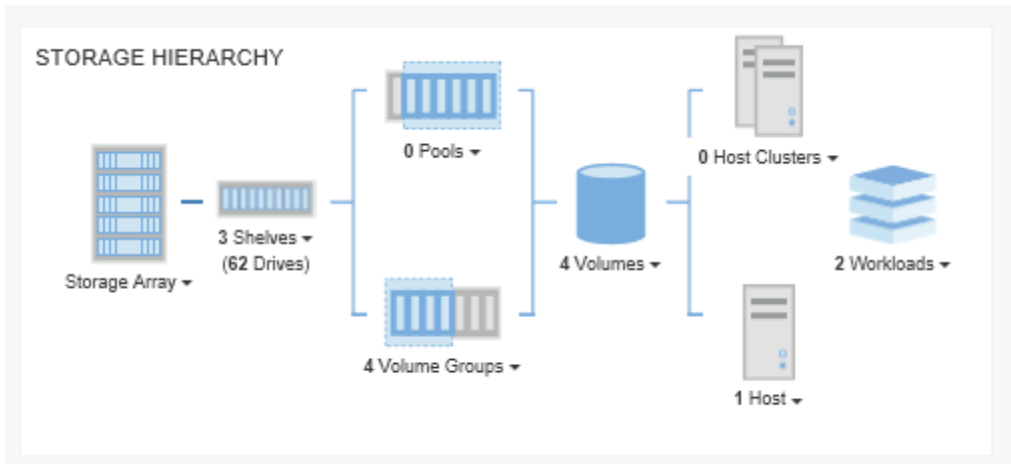 STORAGE HIERARCHY
Storage Array
3 Shelves
(62 Drives)
0 Pools
4 Volume Groups
4 Volumes
0 Host Clusters
1 Host
2 Workloads